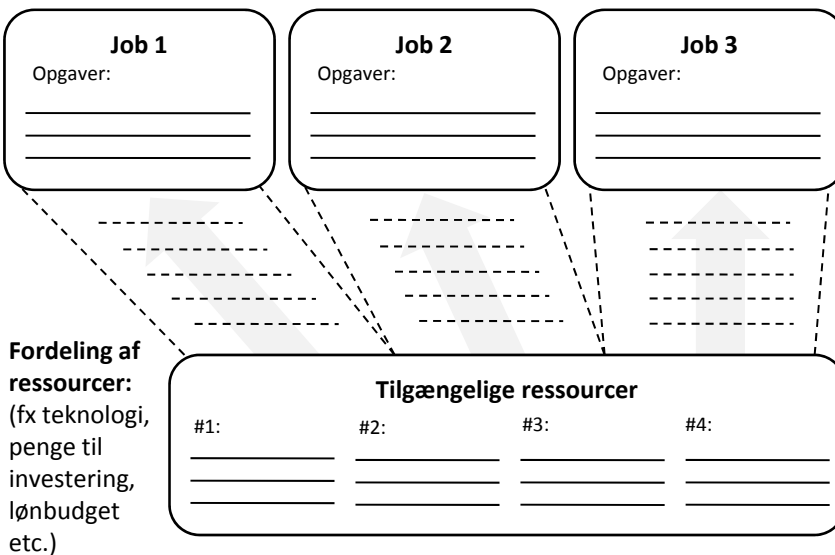 Job 1
Opgaver:
Job 2
Opgaver:
Job 3
Opgaver:
Fordeling af
ressourcer:
(fx teknologi,
penge til
investering,
lønbudget
etc.)
Tilgængelige ressourcer
#1:
#2:
#3:
#4: